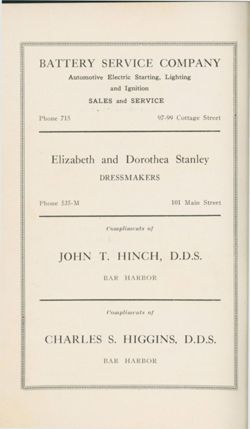 BATTERY SERVICE COMPANY
Automotive Electric Starting, Lighting
and Ignition
SALES and SERVICE
Phone 715 97-99 Cottage Street
Elizabeth and Dorothea Stanley
DRESSMAKERS
Phone 535-M 101 Main Street
Compliments of
JOHN T. HINCH, D.D.S.
BAR HARBOR
Compliments of
CHARLES S. HIGGINS, D.D.S.
BAR HARBOR